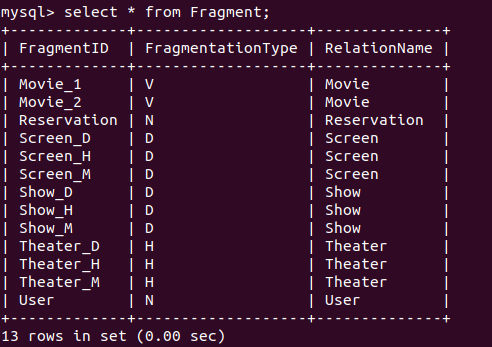 mysql> select * from Fragment;
+-------------+-------------------+--------------+
| FragmentID  | FragmentationType | RelationName |
+-------------+-------------------+--------------+
| Movie_1     | V                 | Movie        |
| Movie_2     | V                 | Movie        |
| Reservation | N                 | Reservation  |
| Screen_D    | D                 | Screen       |
| Screen_H    | D                 | Screen       |
| Screen_M    | D                 | Screen       |
| Show_D      | D                 | Show         |
| Show_H      | D                 | Show         |
| Show_M      | D                 | Show         |
| Theater_D   | H                 | Theater      |
| Theater_H   | H                 | Theater      |
| Theater_M   | H                 | Theater      |
| User        | N                 | User         |
+-------------+-------------------+--------------+
13 rows in set (0.00 sec)